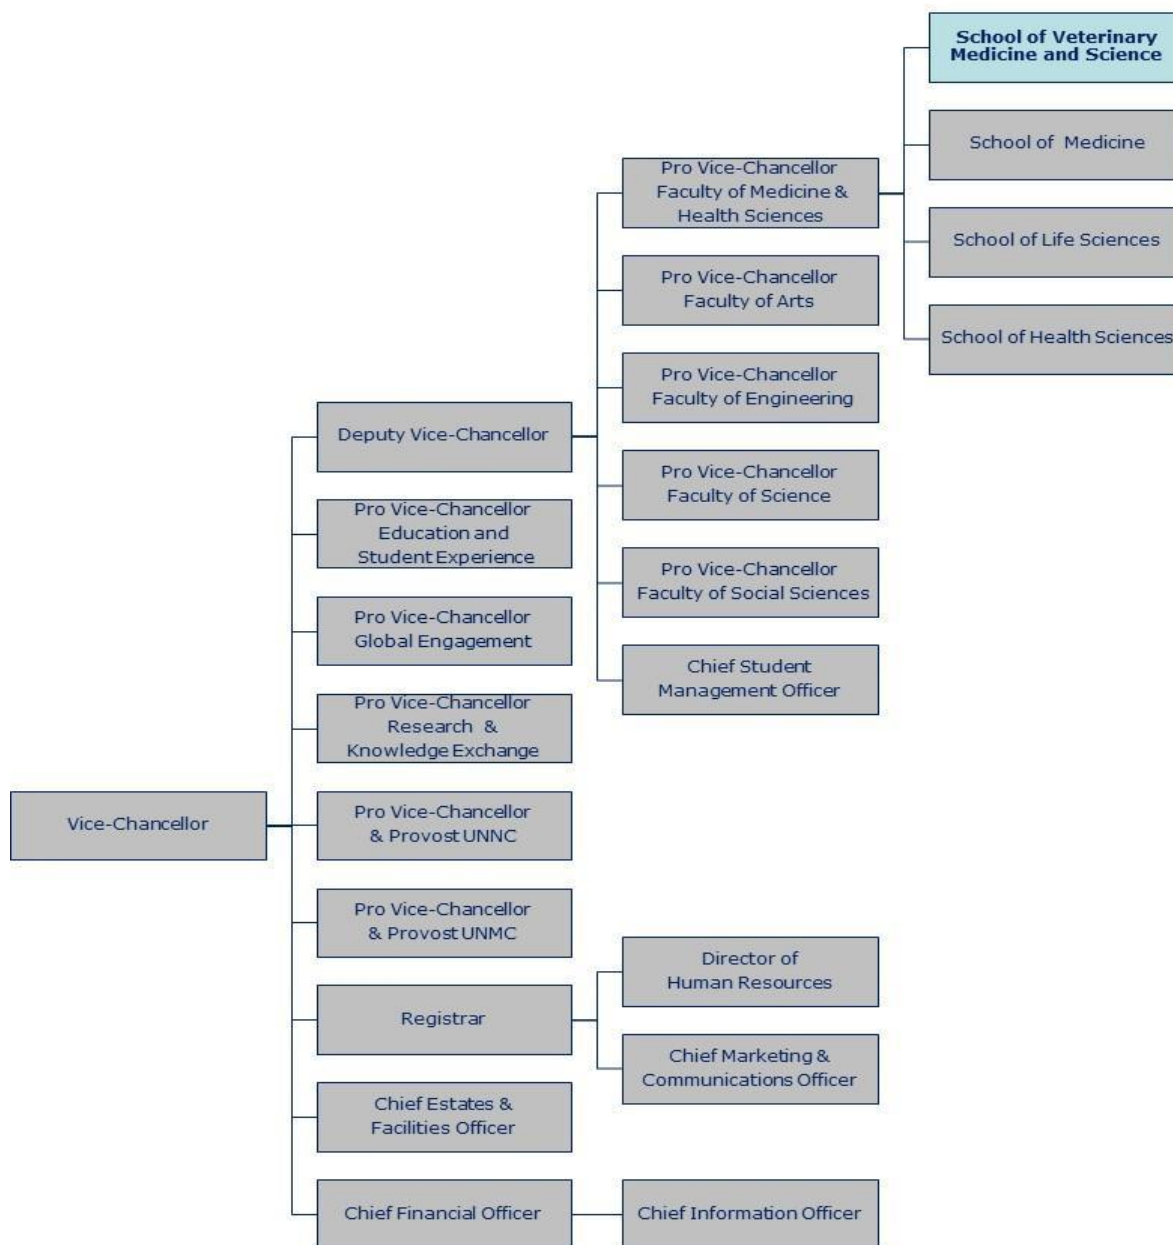 School of Veterinary
Medicine and Science
School of Medicine
Pro Vice-Chancellor
Faculty of Medicine &
Health Sciences
School of Life Sciences
Pro Vice-Chancellor
Faculty of Arts
School of Health Sciences
Pro Vice-Chancellor
Faculty of Engineering
Deputy Vice-Chancellor
Pro Vice-Chancellor
Faculty of Science
Pro Vice-Chancellor
Education and
Student Experience
Pro Vice-Chancellor
Faculty of Social Sciences
Pro Vice-Chancellor
Global Engagement
Chief Student
Management Officer
Pro Vice-Chancellor
Research &
Knowledge Exchange
Vice-Chancellor
Pro Vice-Chancellor
& Provost UNNC
Pro Vice-Chancellor
& Provost UNMC
Director of
Human Resources
Registrar
Chief Marketing &
Communications Officer
Chief Estates &
Facilities Officer
Chief Financial Officer
Chief Information Officer